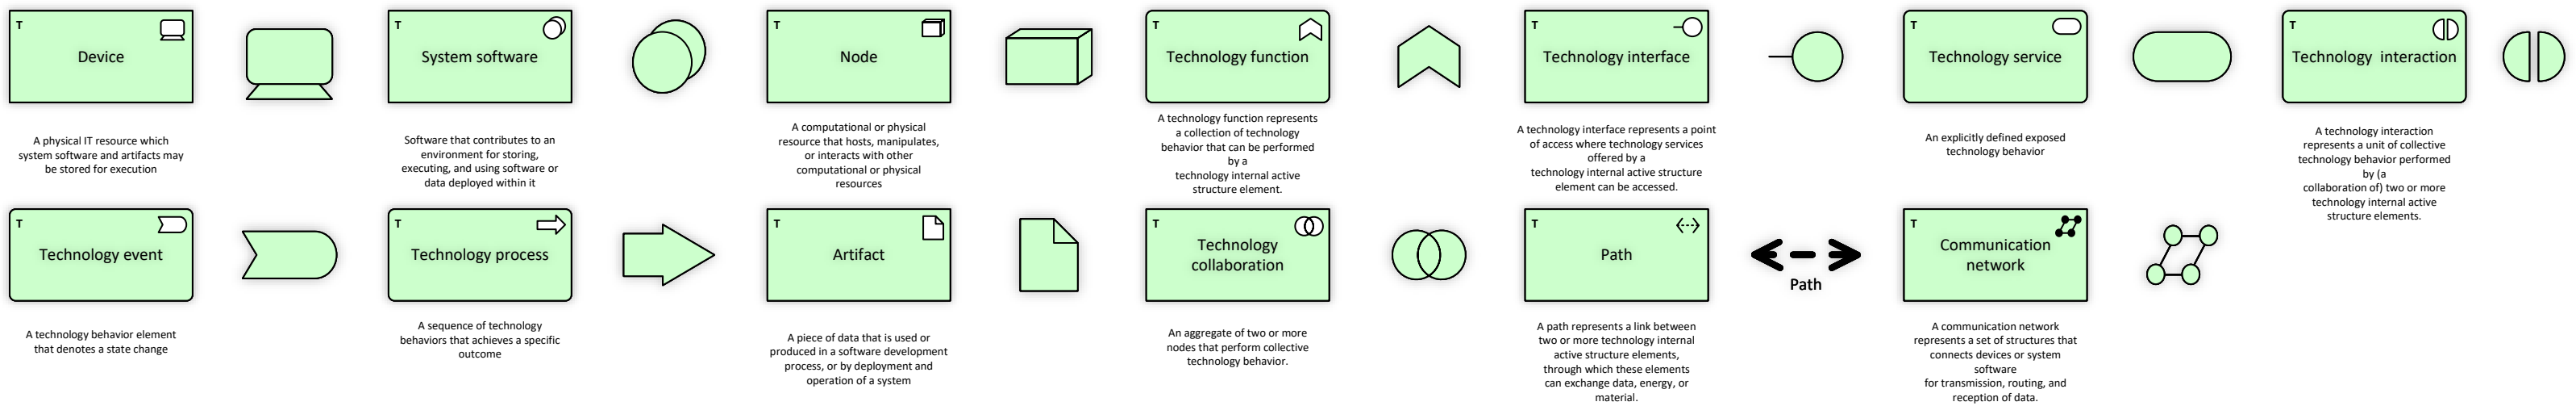 T
Device
T
System software
T
Node
T
Technology function
T
Technology interface
T
Technology service
T
Technology  interaction
A physical IT resource which
system software and artifacts may
be stored for execution
Software that contributes to an
environment for storing,
executing, and using software or
data deployed within it
A computational or physical
resource that hosts, manipulates,
or interacts with other
computational or physical
resources
A technology function represents
a collection of technology
behavior that can be performed
by a
technology internal active
structure element.
A technology interface represents a point
of access where technology services
offered by a
technology internal active structure
element can be accessed.
An explicitly defined exposed
technology behavior
A technology interaction
represents a unit of collective
technology behavior performed
by (a
collaboration of) two or more
technology internal active
structure elements.
T
Technology event
T
Technology process
T
Artifact
T
Technology
collaboration
T
Path
Path
T
Communication
network
A technology behavior element
that denotes a state change
A sequence of technology
behaviors that achieves a specific
outcome
A piece of data that is used or
produced in a software development
process, or by deployment and
operation of a system
An aggregate of two or more
nodes that perform collective
technology behavior.
A path represents a link between
two or more technology internal
active structure elements,
through which these elements
can exchange data, energy, or
material.
A communication network
represents a set of structures that
connects devices or system
software
for transmission, routing, and
reception of data.